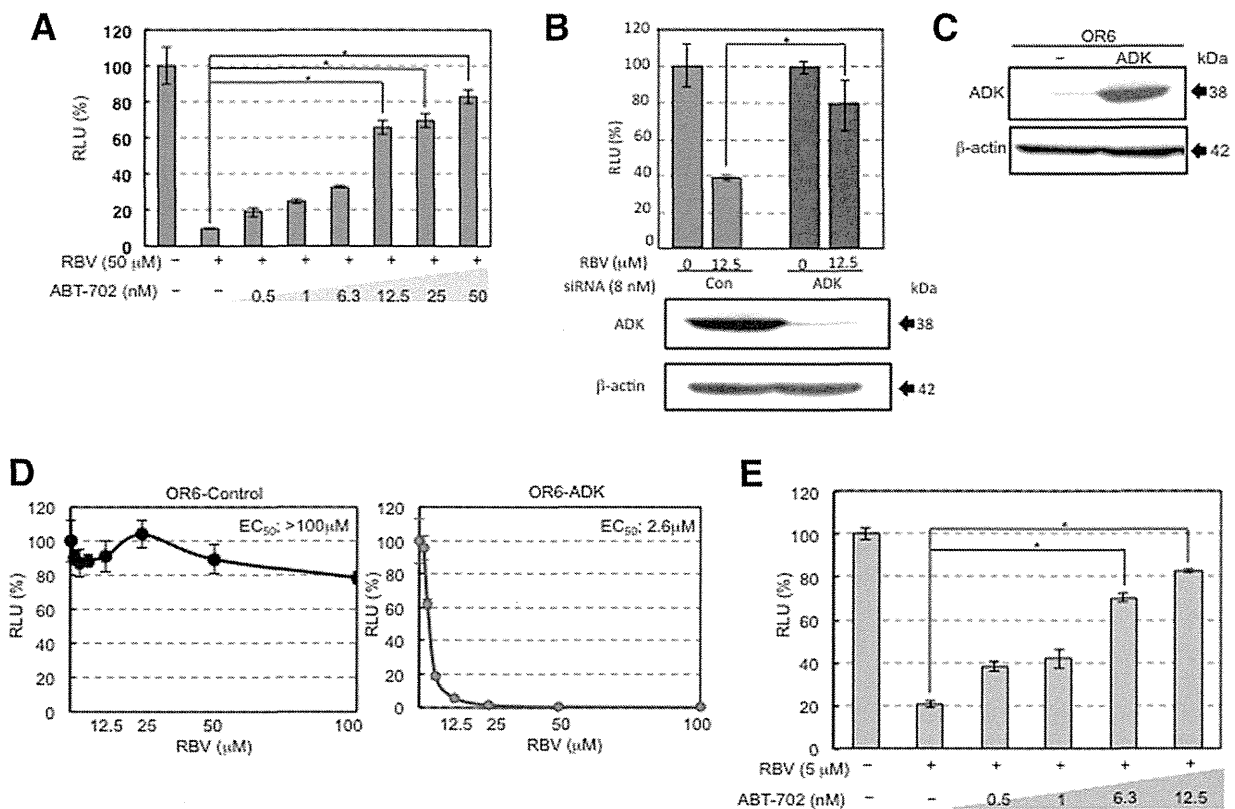 A
120
100
80
60
40
20
0
RLU (%)
* * *
RBV (50 μM) − + + + + + + +
ABT-702 (nM) − − 0.5 1 6.3 12.5 25 50
B
120
100
80
60
40
20
0
RLU (%)
*
RBV (μM) 0 12.5 0 12.5
siRNA (8 nM) Con ADK kDa
ADK 38
β-actin 42
C
OR6
− ADK kDa
ADK 38
β-actin 42
D
OR6-Control
EC50: >100μM
120
100
80
60
40
20
0
RLU (%)
12.5 25 50 100
RBV (μM)
OR6-ADK
EC50: 2.6μM
120
100
80
60
40
20
0
RLU (%)
12.5 25 50 100
RBV (μM)
E
120
100
80
60
40
20
0
RLU (%)
* *
RBV (5 μM) − + + + + +
ABT-702 (nM) − − 0.5 1 6.3 12.5